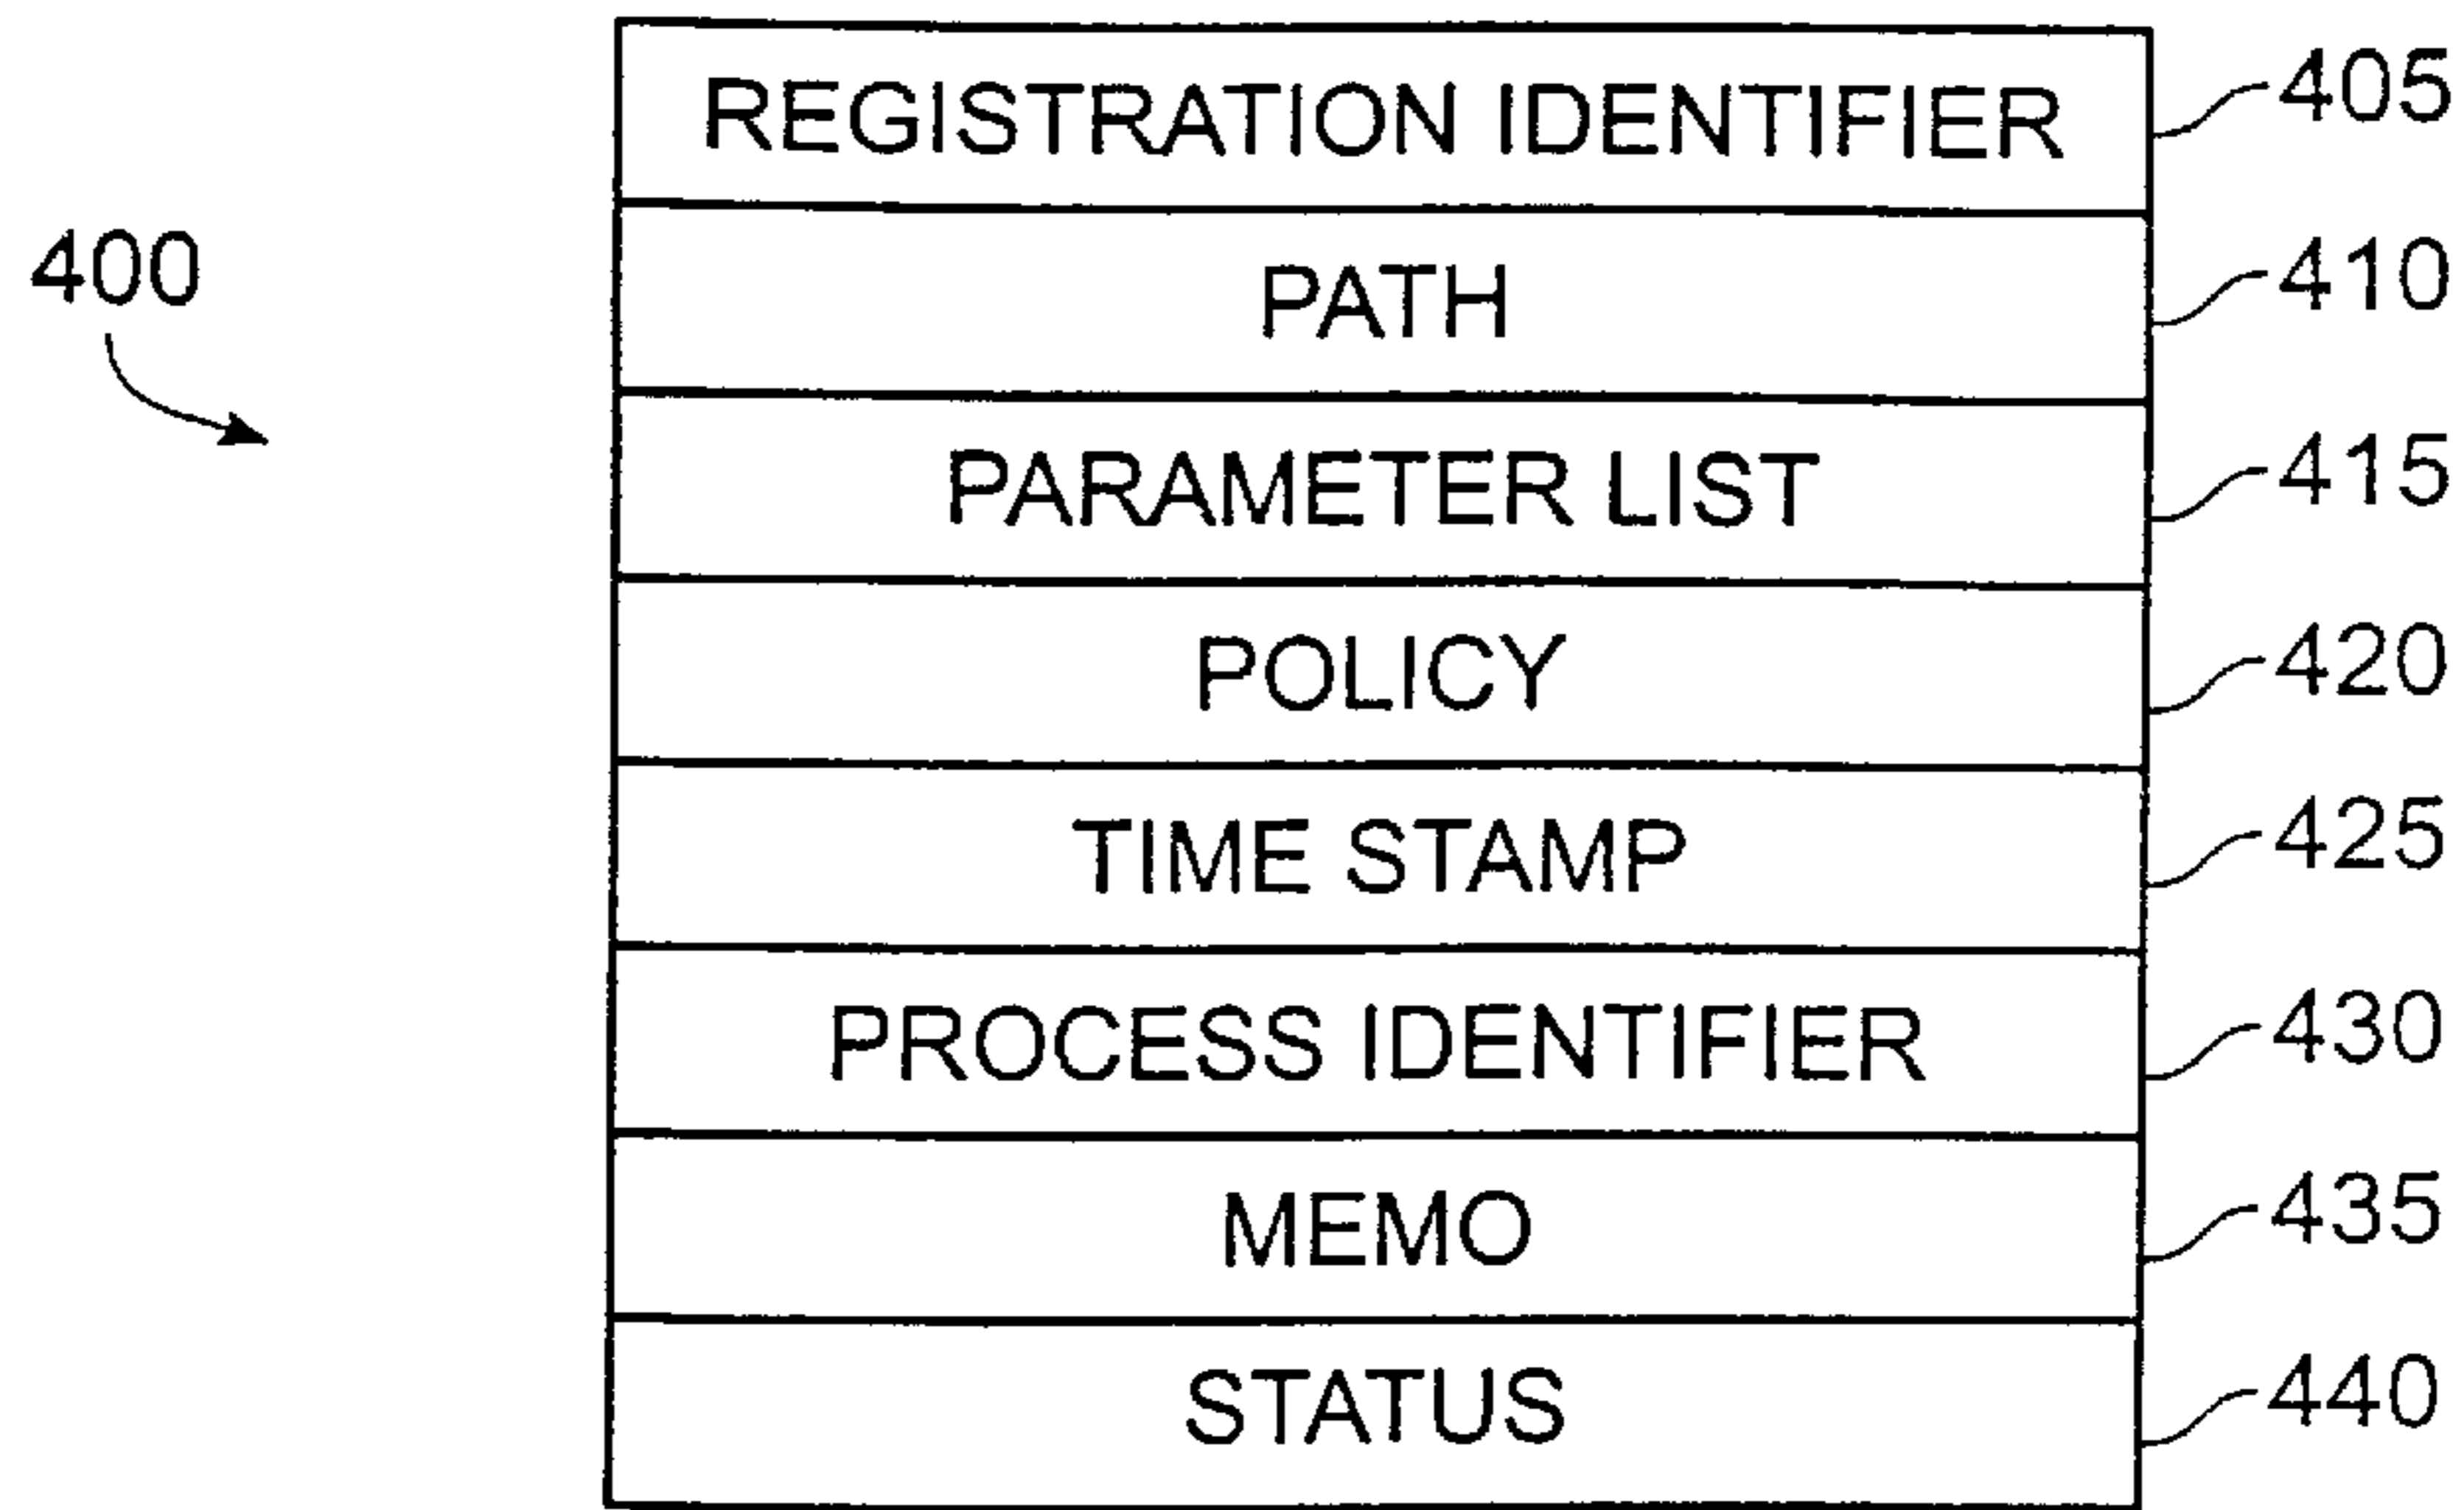 REGISTRATION IDENTIFIER 405
PATH 410
400
PARAMETER LIST 415
POLICY 420
TIME STAMP 425
PROCESS IDENTIFIER 430
MEMO 435
STATUS 440